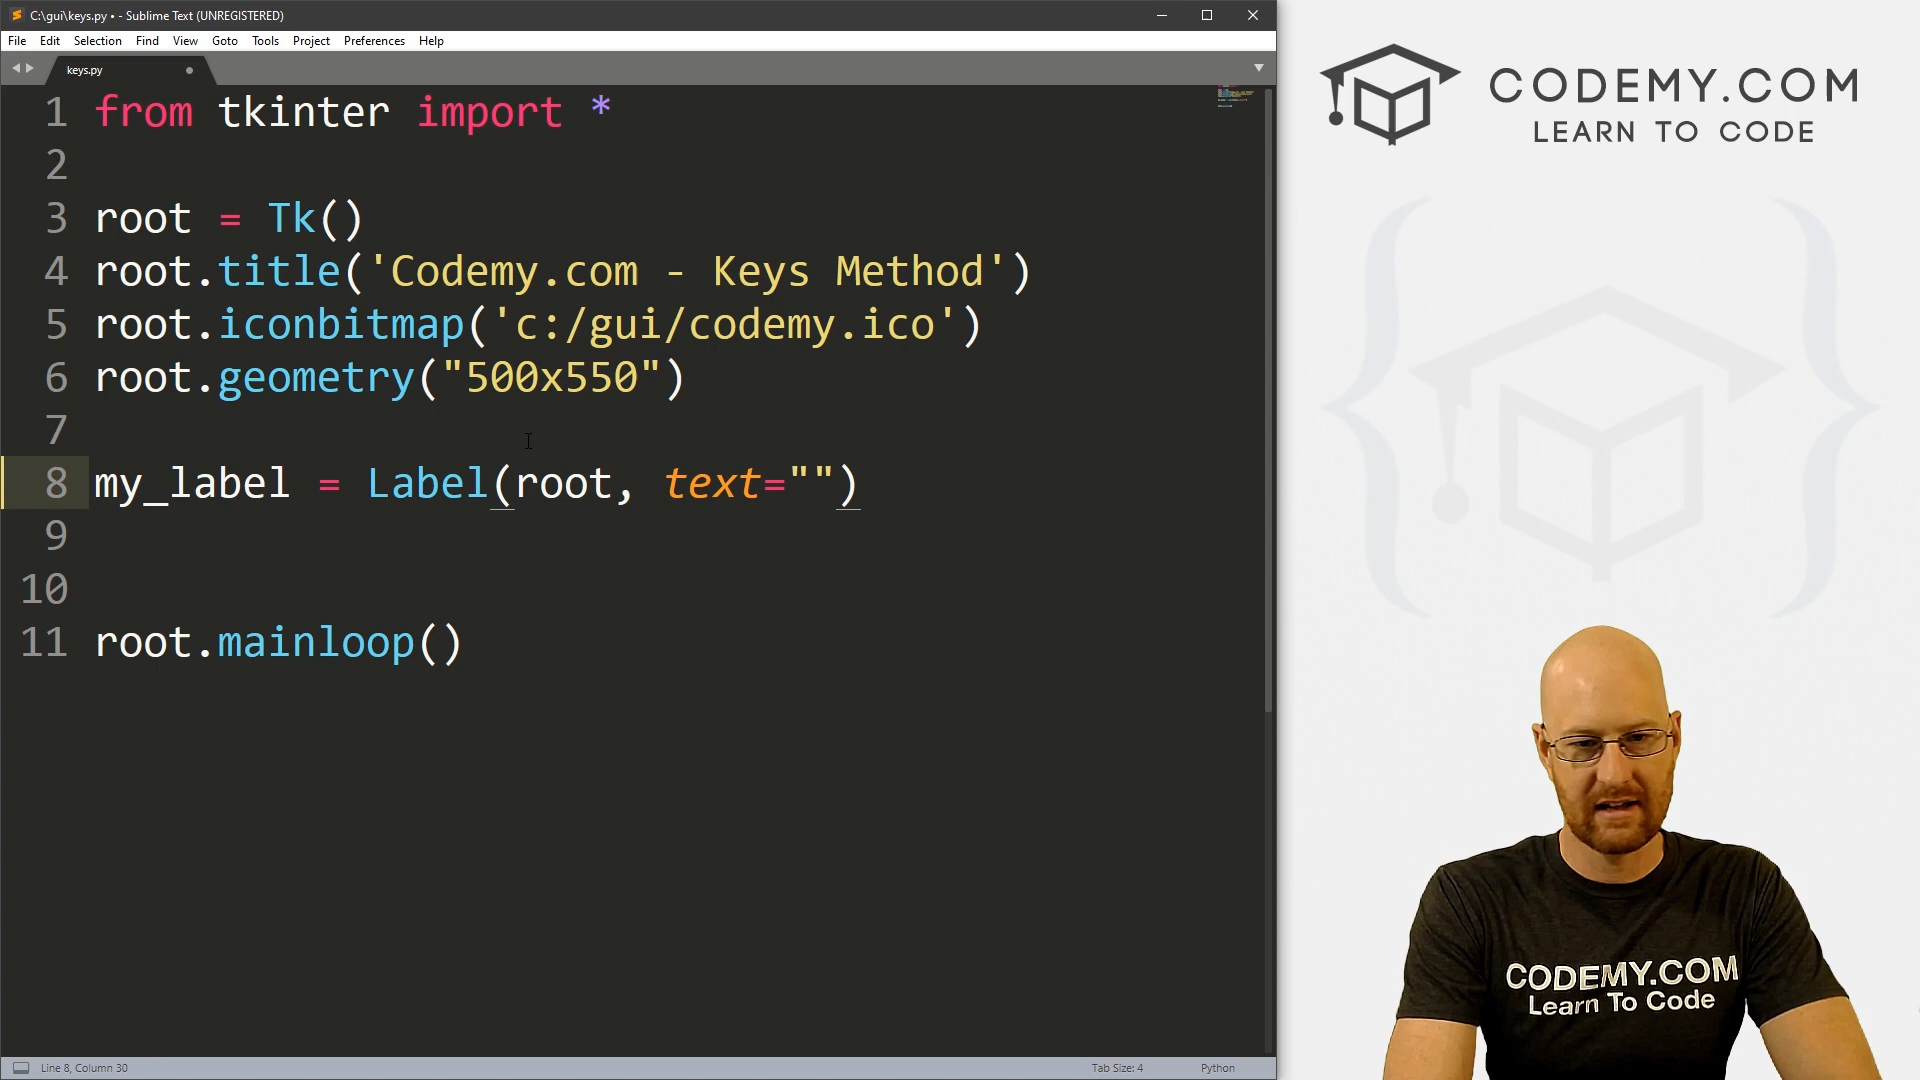 C:\gui\keys.py • - Sublime Text (UNREGISTERED)
File Edit Selection Find View Goto Tools Project Preferences Help
keys.py
1 from tkinter import *
2
3 root = Tk()
4 root.title('Codemy.com - Keys Method')
5 root.iconbitmap('c:/gui/codemy.ico')
6 root.geometry("500x550")
7
8 my_label = Label(root, text="")
9
10
11 root.mainloop()
Line 8, Column 30
Tab Size: 4
Python
CODEMY.COM
LEARN TO CODE
CODEMY.COM
Learn To Code